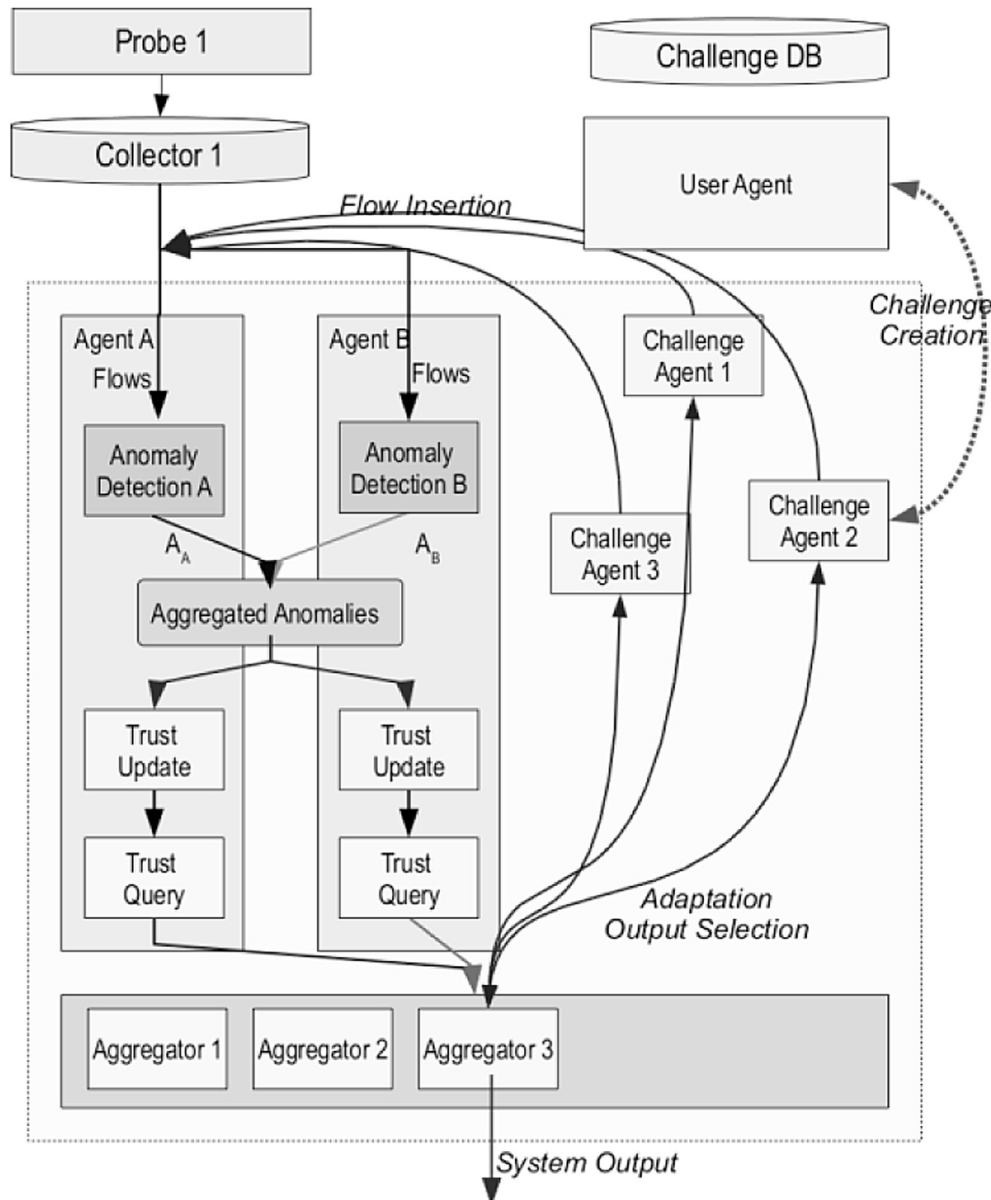 Probe 1
Challenge DB
Collector 1
User Agent
Flow Insertion
Challenge
Creation
Agent A
Agent B
Flows
Flows
Challenge
Agent 1
Anomaly
Detection A
Anomaly
Detection B
Challenge
Agent 2
Challenge
Agent 3
AA
AB
Aggregated Anomalies
Trust
Update
Trust
Update
Trust
Query
Trust
Query
Adaptation
Output Selection
Aggregator 1
Aggregator 2
Aggregator 3
System Output